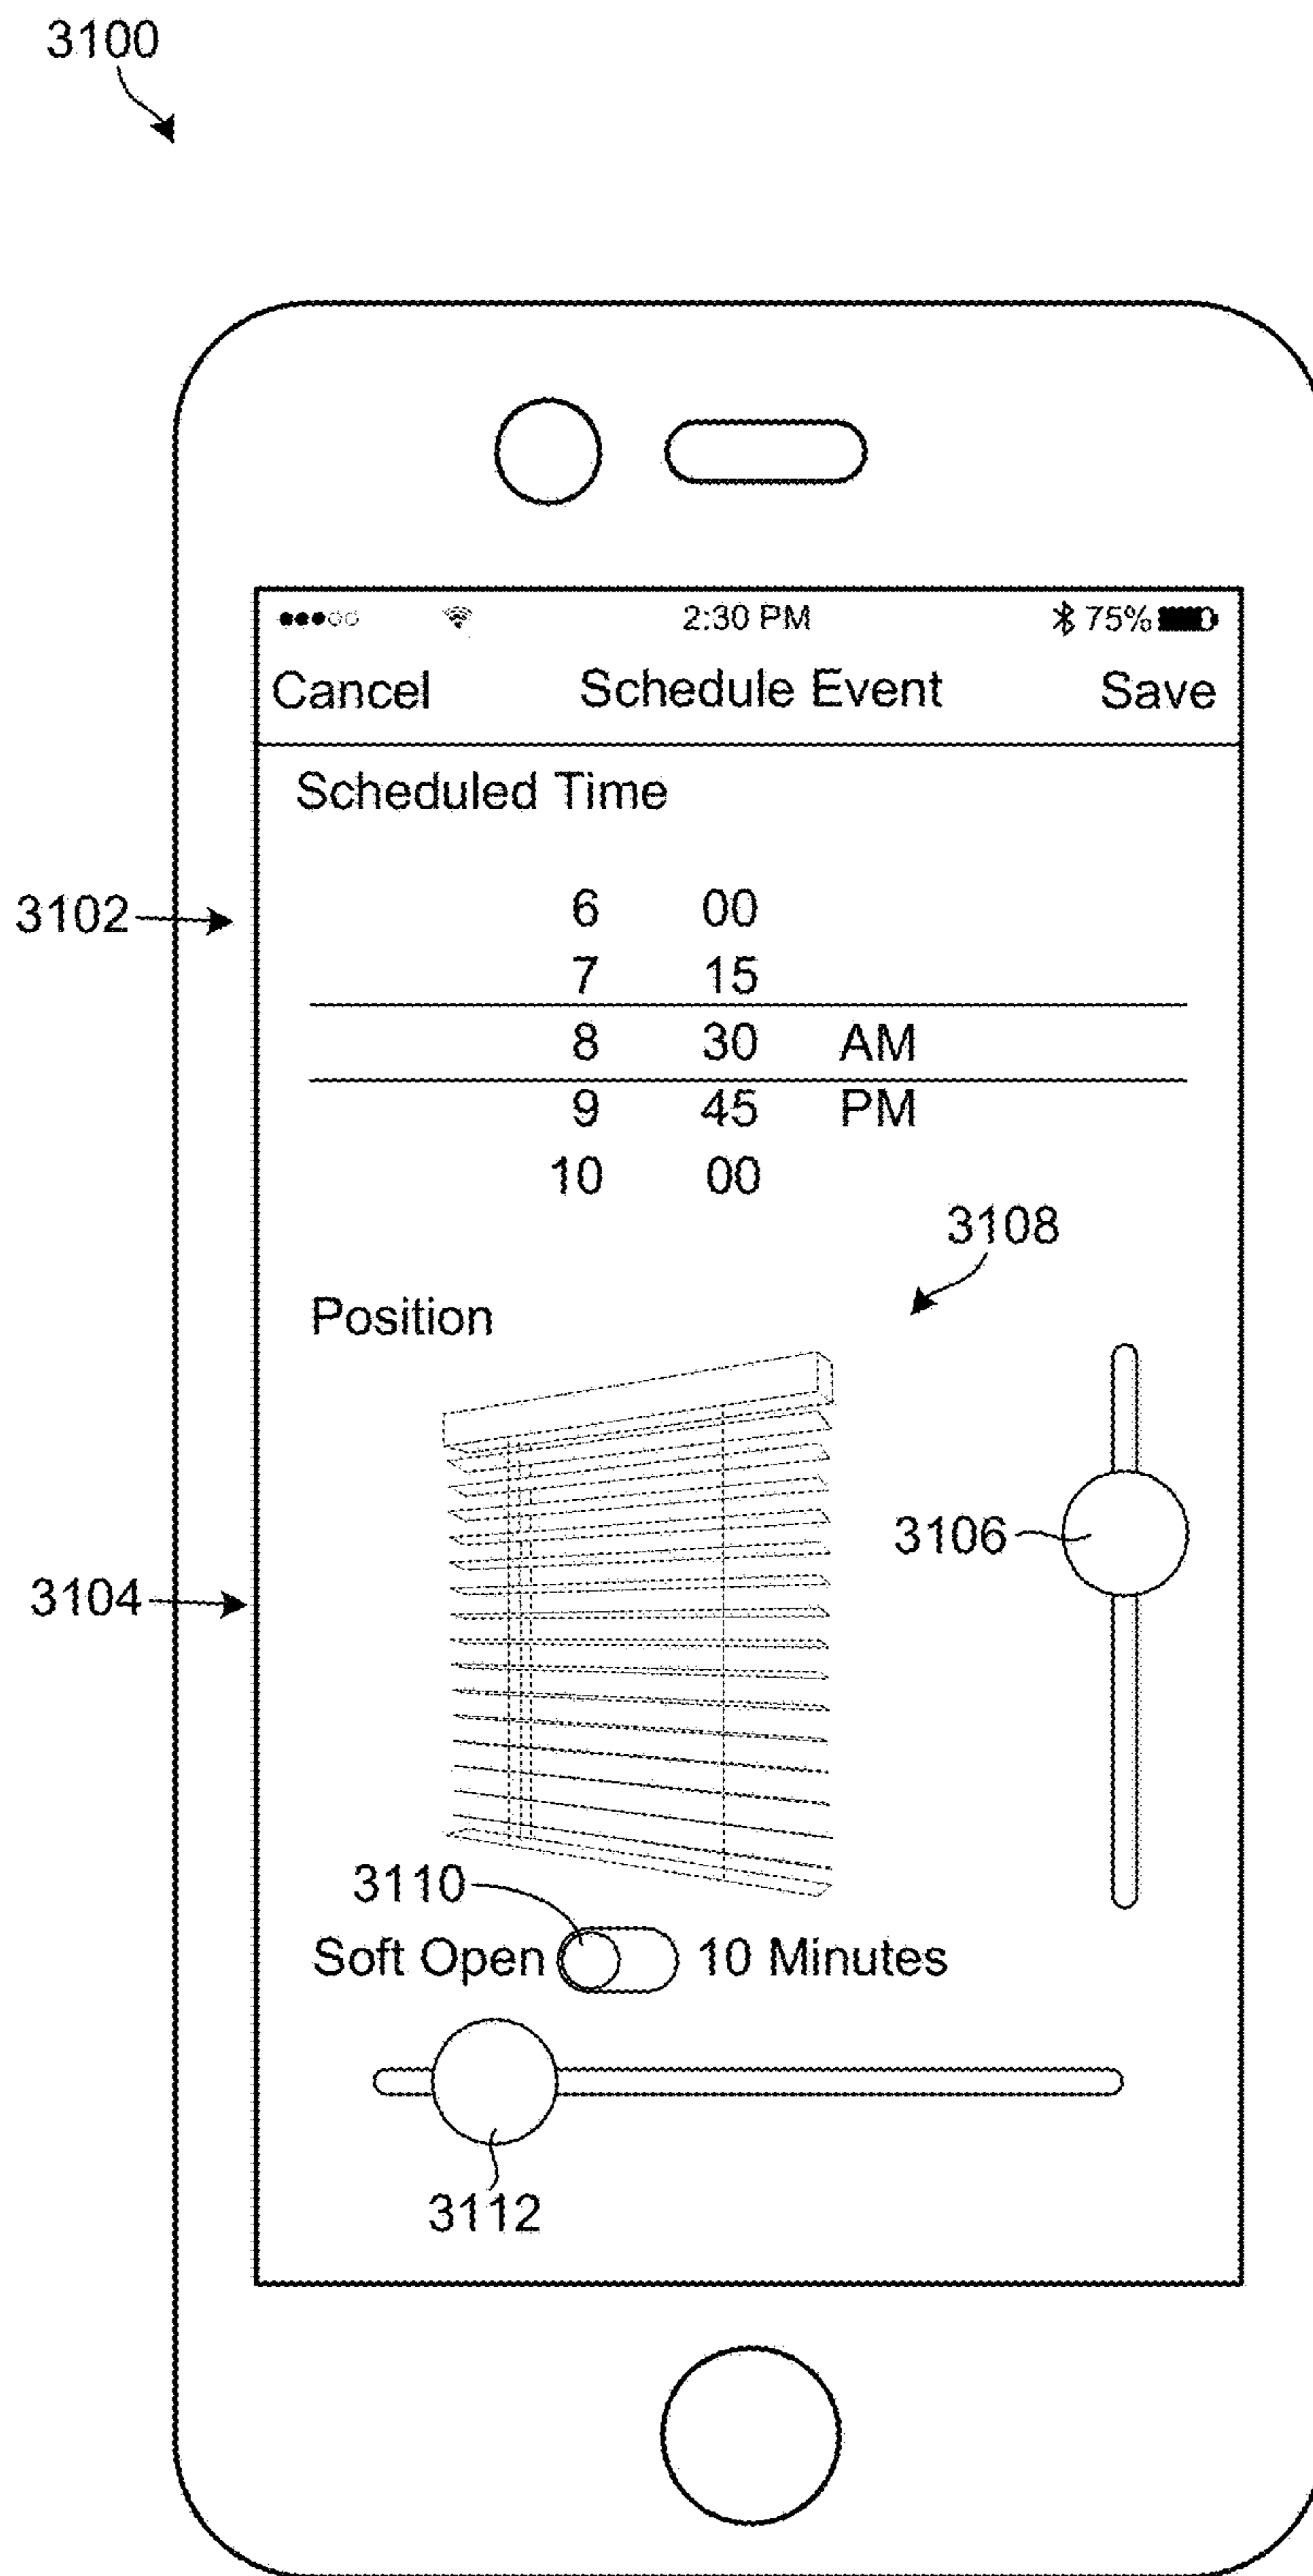 3100
2:30 PM 75%
Cancel Schedule Event Save
Scheduled Time
3102
6 00
7 15
8 30 AM
9 45 PM
10 00
3108
Position
3106
3104
3110
Soft Open 10 Minutes
3112